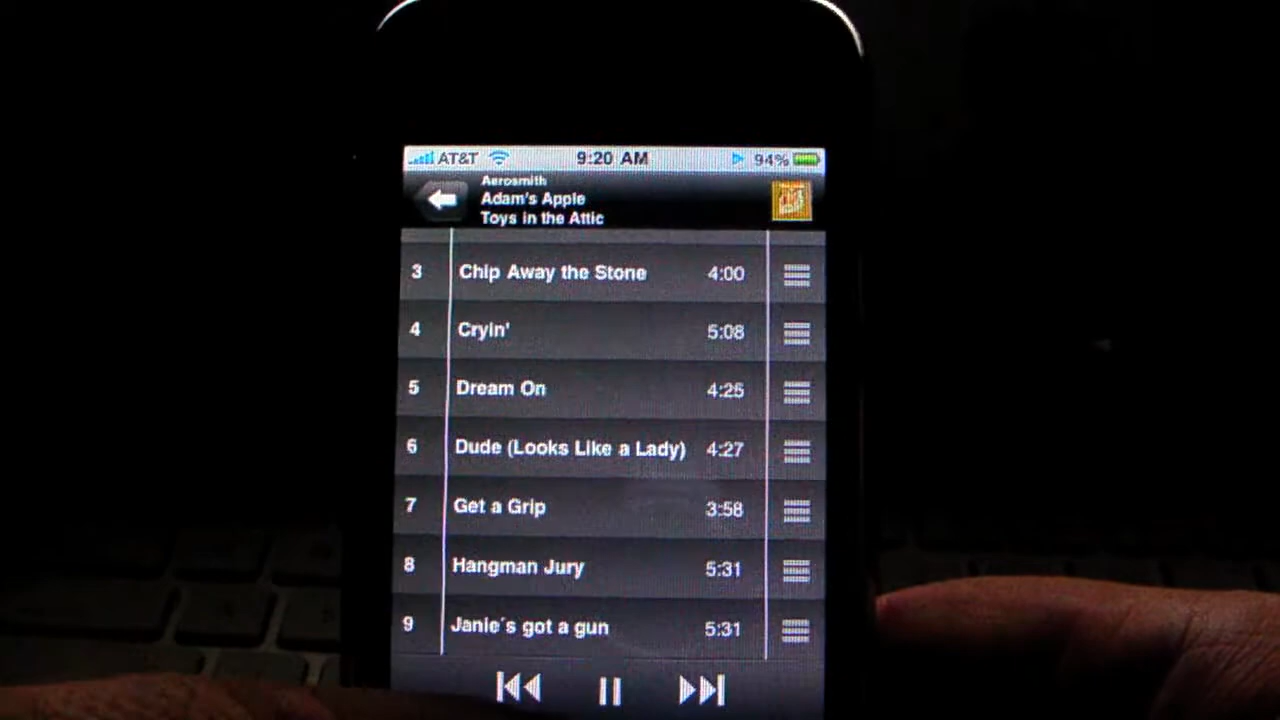 AT&T 9:20 AM 94%
Aerosmith
Adam's Apple
Toys in the Attic
3 Chip Away the Stone 4:00
4 Cryin' 5:08
5 Dream On 4:25
6 Dude (Looks Like a Lady) 4:27
7 Get a Grip 3:58
8 Hangman Jury 5:31
9 Janie´s got a gun 5:31